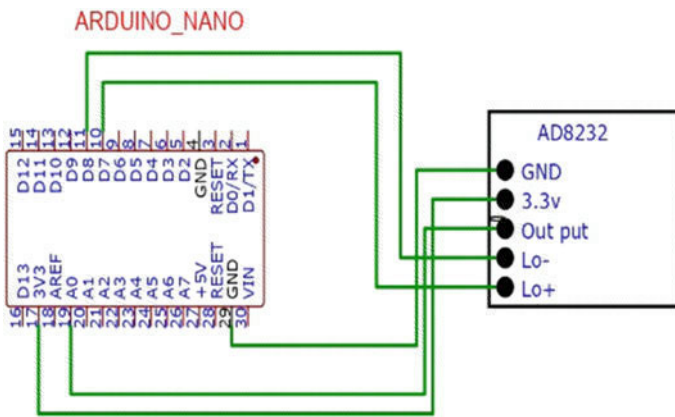 ARDUINO_NANO
15 14 13 12 11 10 9 8 7 6 5 4 3 2 1
D12 D11 D10 D9 D8 D7 D6 D5 D4 D3 D2 GND RESET D0/RX D1/TX
D13 3V3 AREF A0 A1 A2 A3 A4 A5 A6 A7 +5V RESET GND VIN
16 17 18 19 20 21 22 23 24 25 26 27 28 29 30
AD8232
GND
3.3v
Out put
Lo-
Lo+